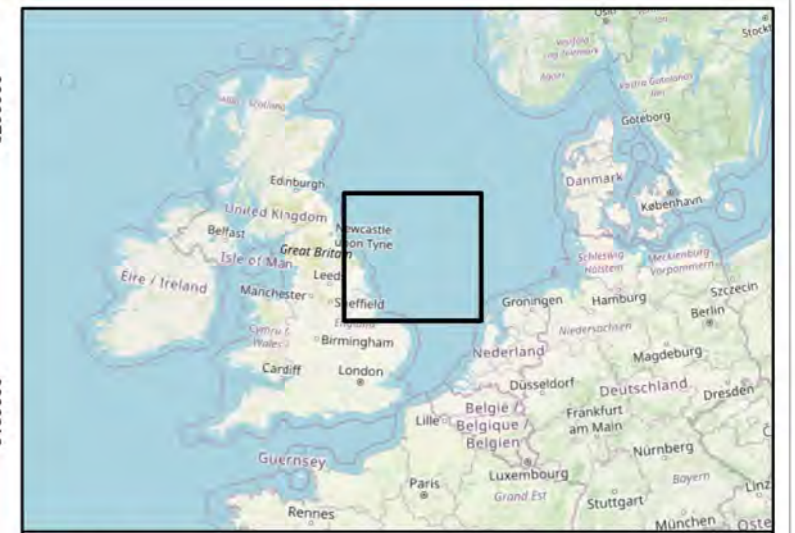 Oslo
Stock
Vestfold
og Telemark
Agder
Västra Götalands
län
Göteborg
Edinburgh
Danmark
København
United Kingdom
Belfast
Newcastle
upon Tyne
Great Britain
Isle of Man
Leeds
Éire / Ireland
Manchester
Sheffield
Schleswig
Holstein
Mecklenburg
Vorpommern
Groningen
Hamburg
Szczecin
Berlin
England
Cymru /
Wales
Birmingham
Niedersachsen
Nederland
Magdeburg
Cardiff
London
Düsseldorf
Deutschland
Dresden
Lille
België /
Belgique /
Belgien
Frankfurt
am Main
Guernsey
Nürnberg
Luxembourg
Paris
Grand Est
Bayern
Linz
Stuttgart
Rennes
München
Öste